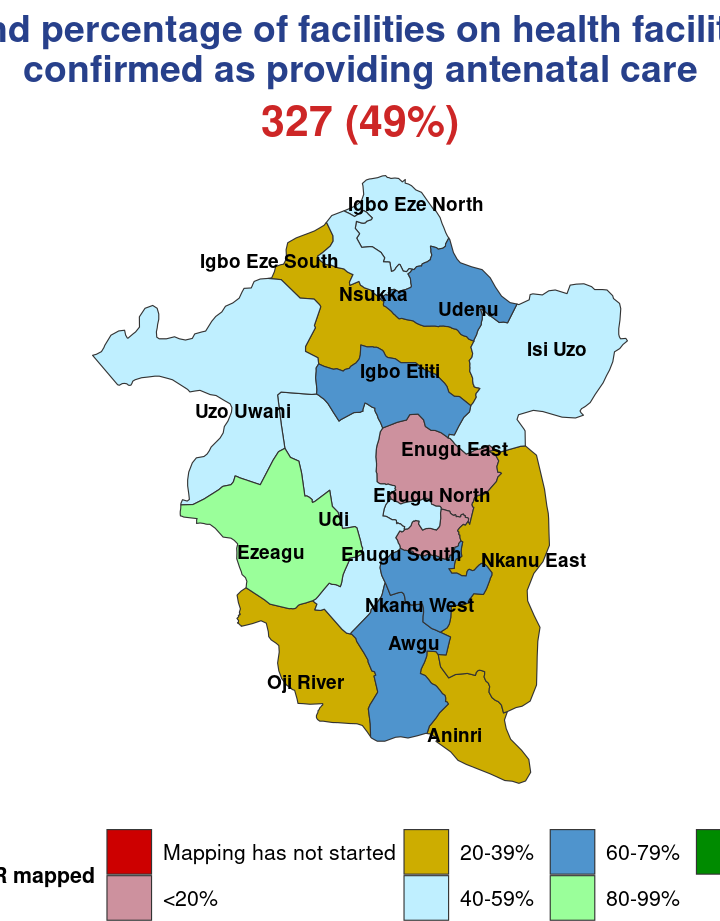 nd percentage of facilities on health facilit
confirmed as providing antenatal care
327 (49%)
Igbo Eze North
Igbo Eze South
Nsukka
Udenu
Isi Uzo
Igbo Etiti
Uzo Uwani
Enugu East
Enugu North
Udi
Ezeagu
Enugu South
Nkanu East
Nkanu West
Awgu
Oji River
Aninri
R mapped
Mapping has not started
20-39%
60-79%
<20%
40-59%
80-99%